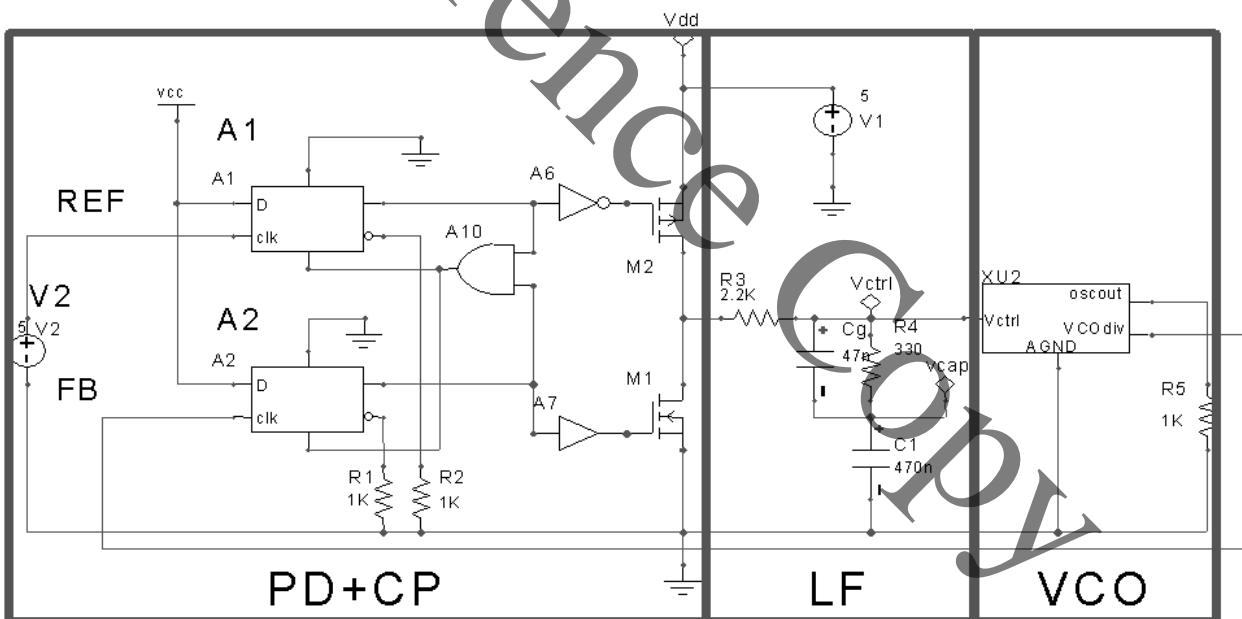 Vdd
vcc
5
V1
A1
A1
D
clk
REF
A6
A10
M2
V2
5
V2
FB
A2
A2
D
clk
A7
M1
R1
1K
R2
1K
R3
2.2K
Vctrl
Cg
47n
R4
330
vcap
C1
470n
XU2
oscout
Vctrl
VCOdiv
AGND
R5
1K
PD+CP
LF
VCO
ence Copy